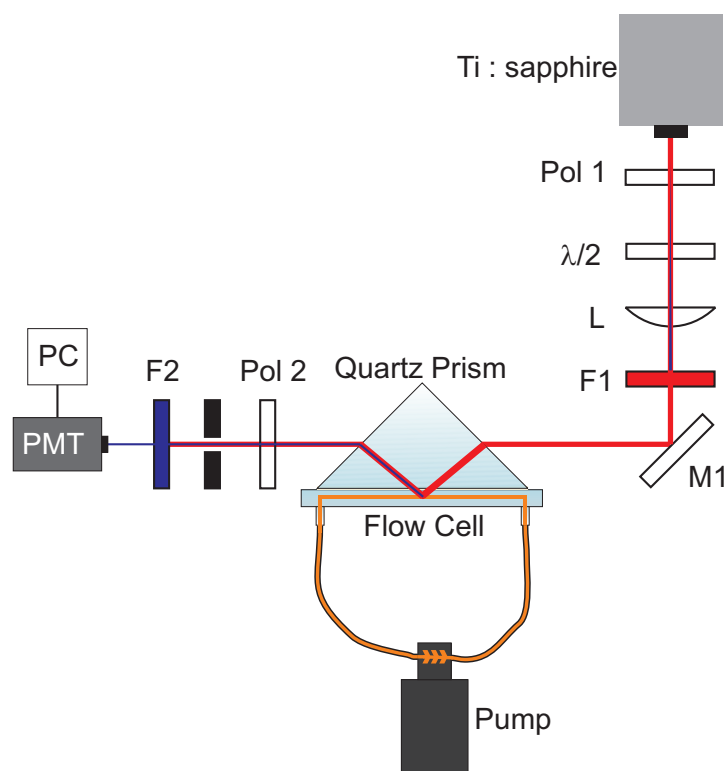 Ti : sapphire
Pol 1
λ/2
L
PC
F2
Pol 2
Quartz Prism
F1
PMT
M1
Flow Cell
Pump